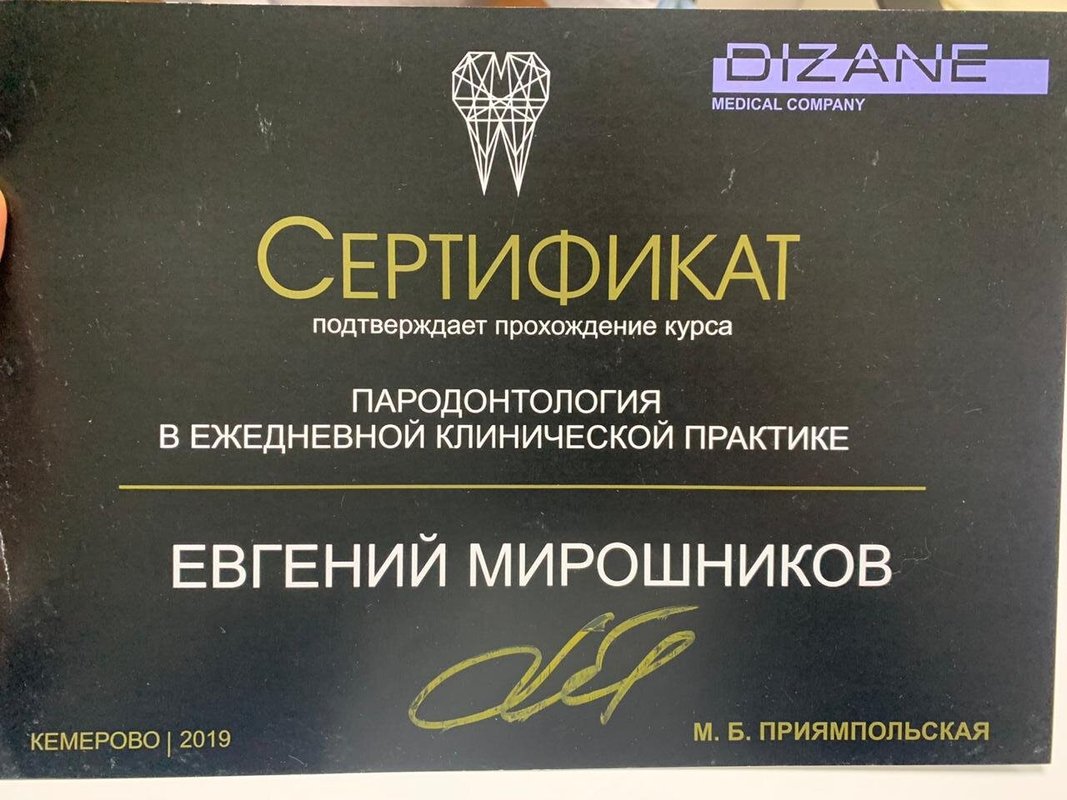 DIZANE
MEDICAL COMPANY
СЕРТИФИКАТ
подтверждает прохождение курса
ПАРОДОНТОЛОГИЯ
В ЕЖЕДНЕВНОЙ КЛИНИЧЕСКОЙ ПРАКТИКЕ
ЕВГЕНИЙ МИРОШНИКОВ
КЕМЕРОВО | 2019
М. Б. ПРИЯМПОЛЬСКАЯ